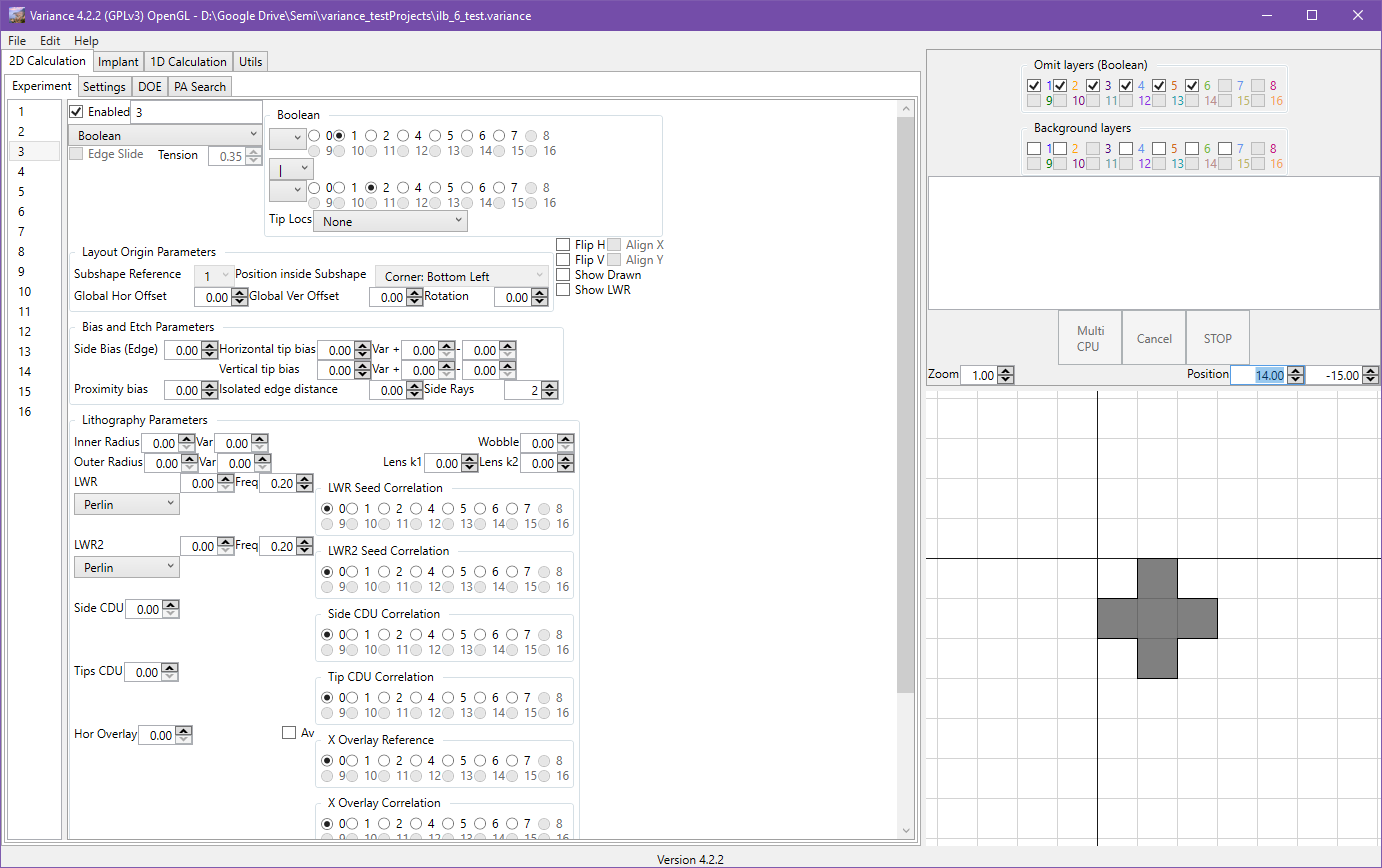 Variance 4.2.2 (GPLv3) OpenGL - D:\Google Drive\Semi\variance_testProjects\ilb_6_test.variance
File Edit Help
2D Calculation Implant 1D Calculation Utils
Experiment Settings DOE PA Search
1
2
3
4
5
6
7
8
9
10
11
12
13
14
15
16
Enabled 3
Boolean
Edge Slide Tension 0.35
Boolean
0 1 2 4 5 6 7 8
9 10 11 12 13 14 15 16
|
0 1 2 4 5 6 7 8
9 10 11 12 13 14 15 16
Tip Locs None
Layout Origin Parameters
Subshape Reference 1 Position inside Subshape Corner: Bottom Left
Global Hor Offset 0.00 Global Ver Offset 0.00 Rotation 0.00
Flip H Align X
Flip V Align Y
Show Drawn
Show LWR
Bias and Etch Parameters
Side Bias (Edge) 0.00 Horizontal tip bias 0.00 Var + 0.00 - 0.00
Vertical tip bias 0.00 Var + 0.00 - 0.00
Proximity bias 0.00 Isolated edge distance 0.00 Side Rays 2
Lithography Parameters
Inner Radius 0.00 Var 0.00 Wobble 0.00
Outer Radius 0.00 Var 0.00 Lens k1 0.00 Lens k2 0.00
LWR 0.00 Freq 0.20
Perlin
LWR Seed Correlation
0 1 2 4 5 6 7 8
9 10 11 12 13 14 15 16
LWR2 0.00 Freq 0.20
Perlin
LWR2 Seed Correlation
0 1 2 4 5 6 7 8
9 10 11 12 13 14 15 16
Side CDU 0.00
Side CDU Correlation
0 1 2 4 5 6 7 8
9 10 11 12 13 14 15 16
Tips CDU 0.00
Tip CDU Correlation
0 1 2 4 5 6 7 8
9 10 11 12 13 14 15 16
Hor Overlay 0.00 Av
X Overlay Reference
0 1 2 4 5 6 7 8
9 10 11 12 13 14 15 16
X Overlay Correlation
0 1 2 4 5 6 7 8
9 10 11 12 13 14 15 16
Omit layers (Boolean)
1 2 3 4 5 6 7 8
9 10 11 12 13 14 15 16
Background layers
1 2 3 4 5 6 7 8
9 10 11 12 13 14 15 16
Multi CPU
Cancel
STOP
Zoom 1.00 Position 14.00 -15.00
Version 4.2.2